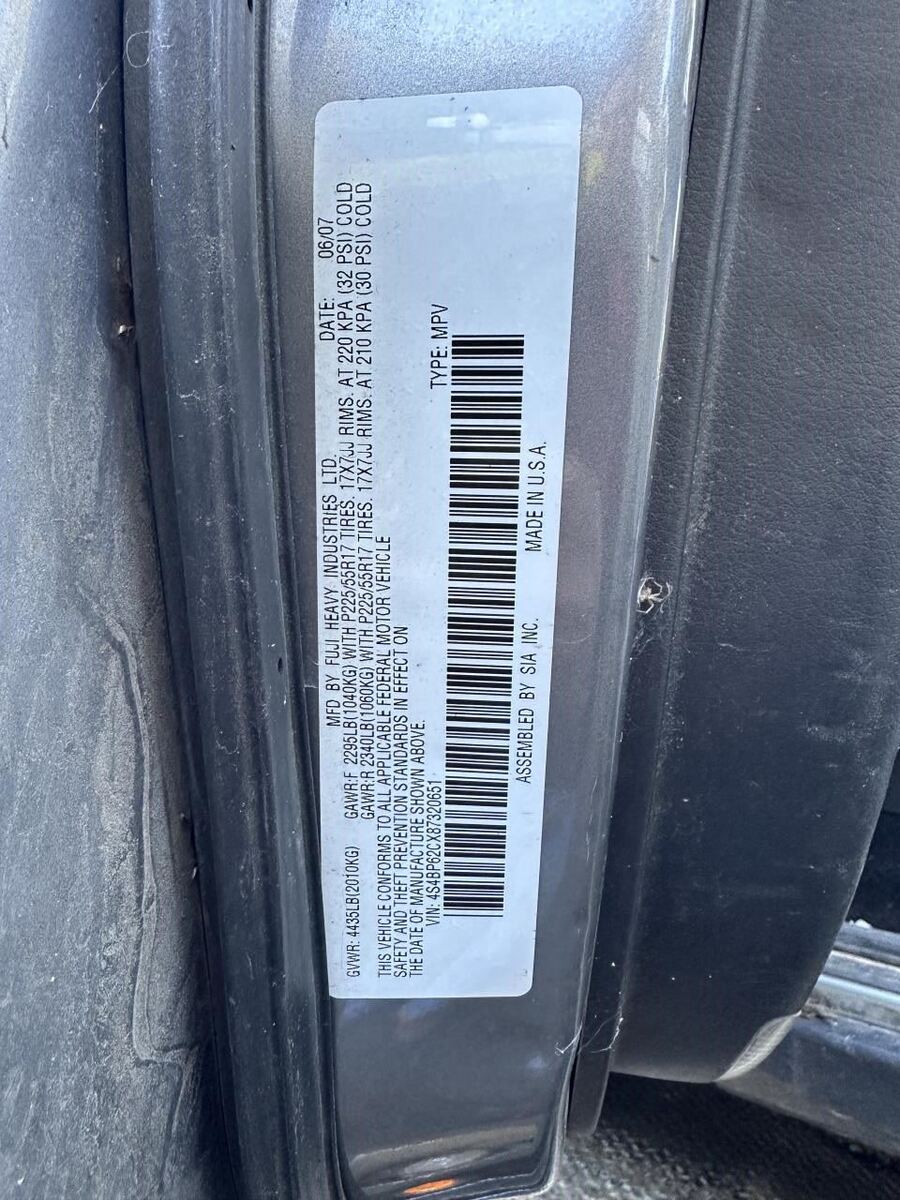 MFD BY FUJI HEAVY INDUSTRIES LTD. DATE: 06/07
GVWR: 4435LB(2010KG) GAWR:F 2295LB(1040KG) WITH P225/55R17 TIRES. 17X7JJ RIMS. AT 220 KPA (32 PSI) COLD
GAWR:R 2340LB(1060KG) WITH P225/55R17 TIRES. 17X7JJ RIMS. AT 210 KPA (30 PSI) COLD
THIS VEHICLE CONFORMS TO ALL APPLICABLE FEDERAL MOTOR VEHICLE
SAFETY AND THEFT PREVENTION STANDARDS IN EFFECT ON
THE DATE OF MANUFACTURE SHOWN ABOVE.
VIN: 4S4BP62CX87320651 TYPE: MPV
ASSEMBLED BY SIA INC. MADE IN U.S.A.